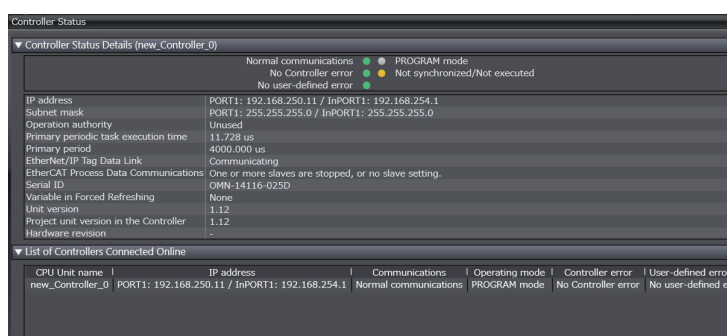 Controller Status
Controller Status Details (new_Controller_0)
Normal communications PROGRAM mode
No Controller error Not synchronized/Not executed
No user-defined error
IP address PORT1: 192.168.250.11 / InPORT1: 192.168.254.1
Subnet mask PORT1: 255.255.255.0 / InPORT1: 255.255.255.0
Operation authority Unused
Primary periodic task execution time 11.728 us
Primary period 4000.000 us
EtherNet/IP Tag Data Link Communicating
EtherCAT Process Data Communications One or more slaves are stopped, or no slave setting.
Serial ID OMN-14116-025D
Variable in Forced Refreshing None
Unit version 1.12
Project unit version in the Controller 1.12
Hardware revision -
List of Controllers Connected Online
CPU Unit name IP address Communications Operating mode Controller error User-defined erro
new_Controller_0 PORT1: 192.168.250.11 / InPORT1: 192.168.254.1 Normal communications PROGRAM mode No Controller error No user-defined e